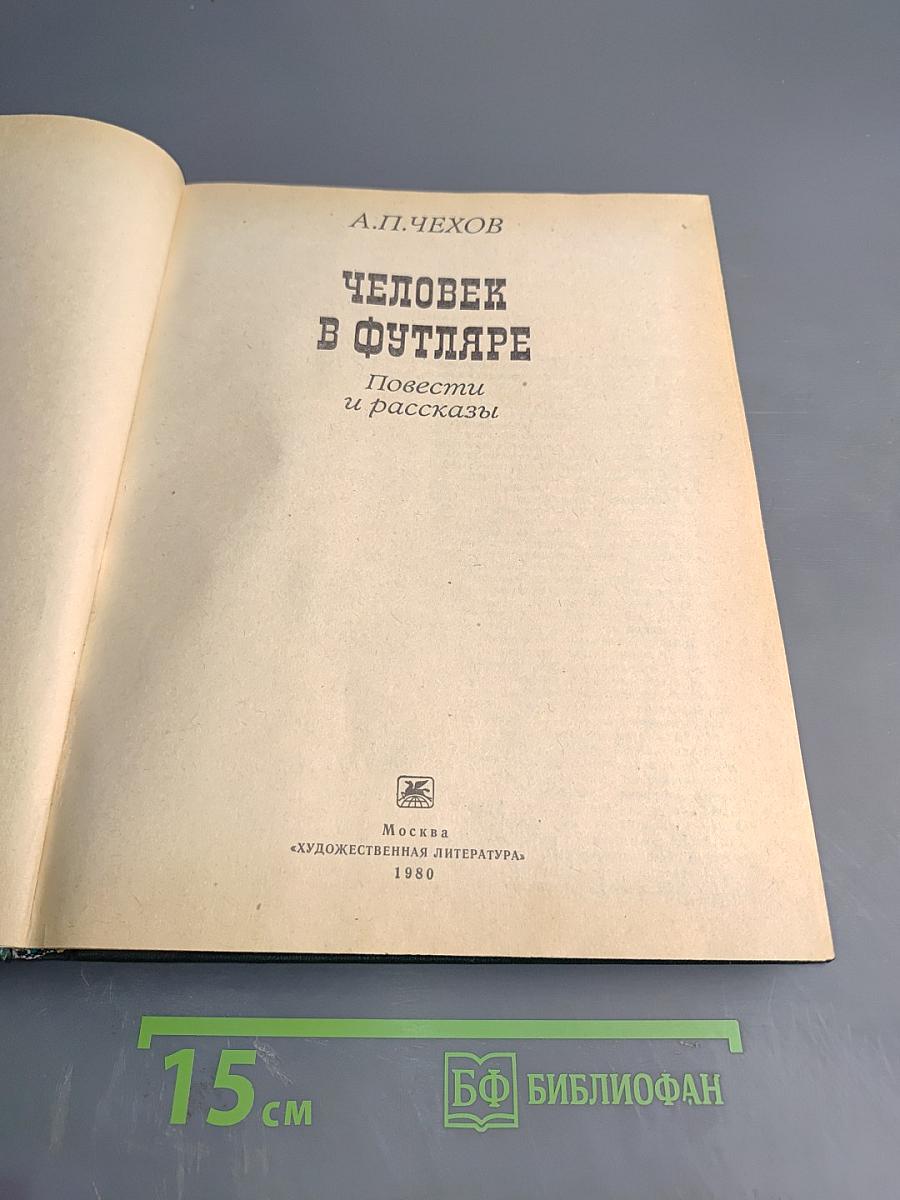 А.П.ЧЕХОВ
ЧЕЛОВЕК
В ФУТЛЯРЕ
Повести
и рассказы
Москва
«ХУДОЖЕСТВЕННАЯ ЛИТЕРАТУРА»
1980
15 см
БФ БИБЛИОФАН